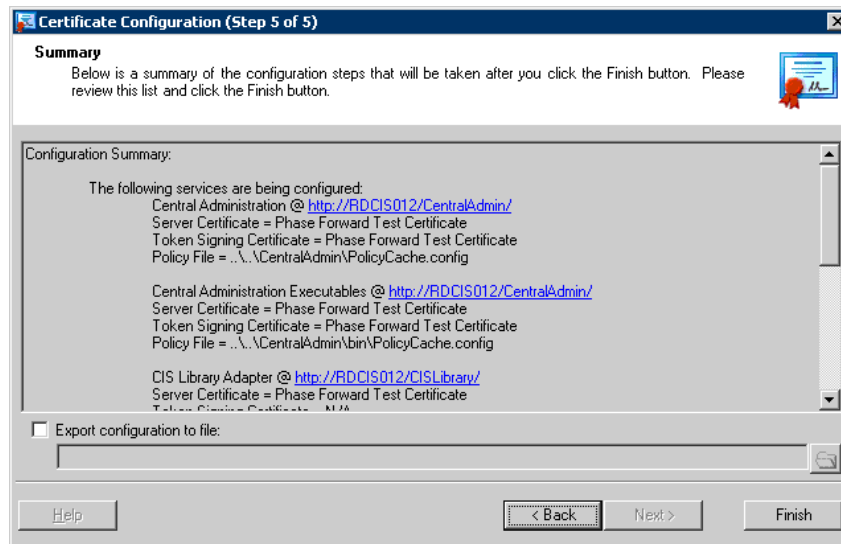 Certificate Configuration (Step 5 of 5)
Summary
Below is a summary of the configuration steps that will be taken after you click the Finish button. Please
review this list and click the Finish button.
Configuration Summary:
The following services are being configured:
Central Administration @ http://RDCIS012/CentralAdmin/
Server Certificate = Phase Forward Test Certificate
Token Signing Certificate = Phase Forward Test Certificate
Policy File = ..\..\CentralAdmin\PolicyCache.config
Central Administration Executables @ http://RDCIS012/CentralAdmin/
Server Certificate = Phase Forward Test Certificate
Token Signing Certificate = Phase Forward Test Certificate
Policy File = ..\..\CentralAdmin\bin\PolicyCache.config
CIS Library Adapter @ http://RDCIS012/CISLibrary/
Server Certificate = Phase Forward Test Certificate
Token Signing Certificate = N/A
Export configuration to file:
Help
< Back
Next >
Finish